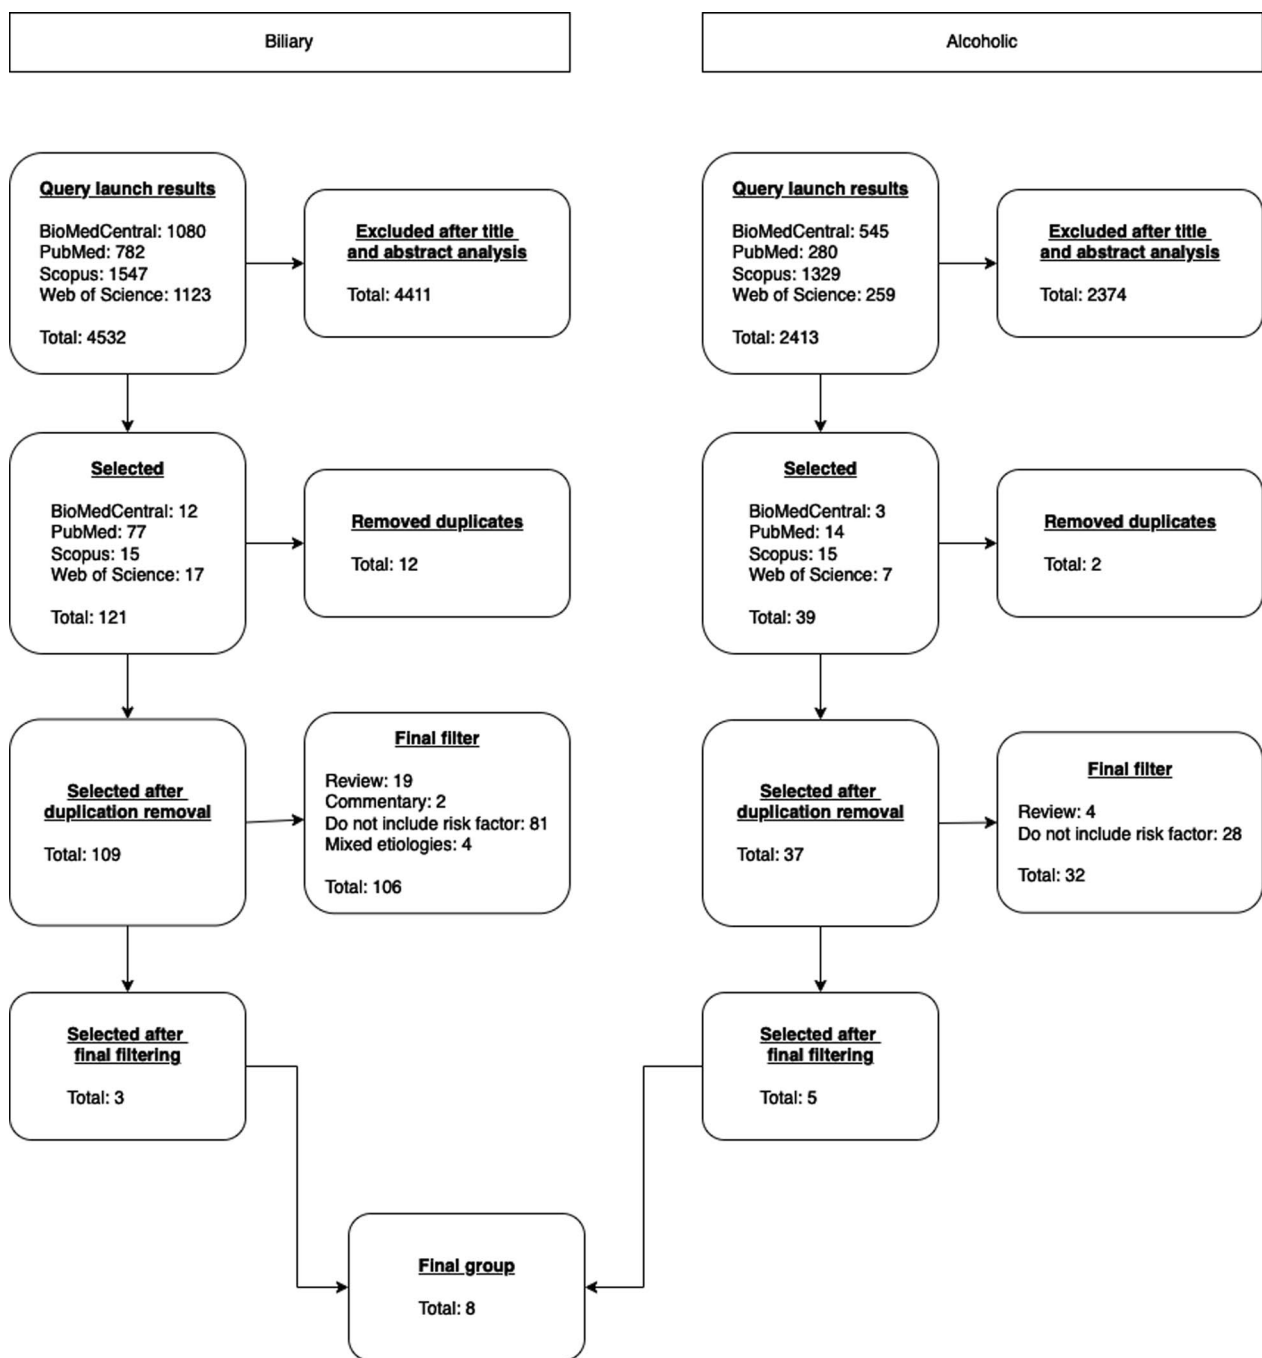 Biliary
Alcoholic
Query launch results
BioMedCentral: 1080
PubMed: 782
Scopus: 1547
Web of Science: 1123
Total: 4532
Excluded after title
and abstract analysis
Total: 4411
Query launch results
BioMedCentral: 545
PubMed: 280
Scopus: 1329
Web of Science: 259
Total: 2413
Excluded after title
and abstract analysis
Total: 2374
Selected
BioMedCentral: 12
PubMed: 77
Scopus: 15
Web of Science: 17
Total: 121
Removed duplicates
Total: 12
Selected
BioMedCentral: 3
PubMed: 14
Scopus: 15
Web of Science: 7
Total: 39
Removed duplicates
Total: 2
Selected after
duplication removal
Total: 109
Final filter
Review: 19
Commentary: 2
Do not include risk factor: 81
Mixed etiologies: 4
Total: 106
Selected after
duplication removal
Total: 37
Final filter
Review: 4
Do not include risk factor: 28
Total: 32
Selected after
final filtering
Total: 3
Selected after
final filtering
Total: 5
Final group
Total: 8